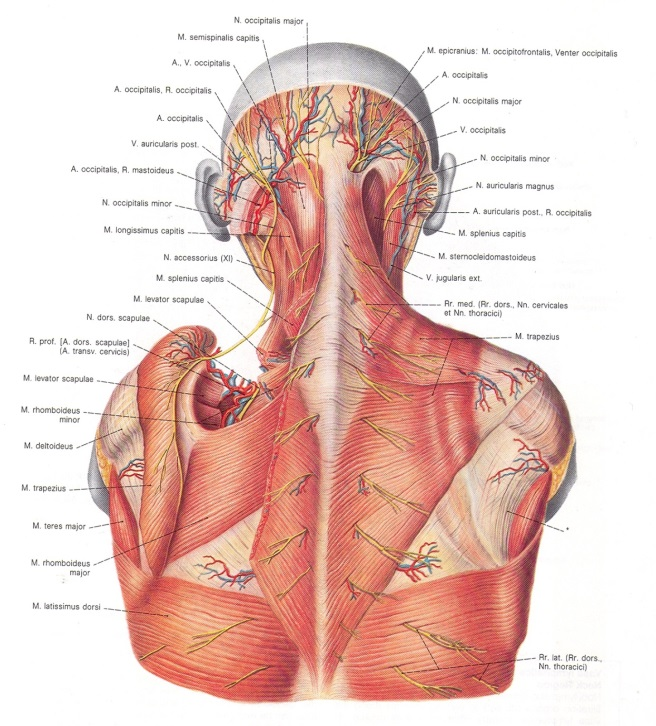 N. occipitalis major
M. semispinalis capitis
A., V. occipitalis
A. occipitalis, R. occipitalis
A. occipitalis
V. auricularis post.
A. occipitalis, R. mastoideus
N. occipitalis minor
M. longissimus capitis
N. accessorius (XI)
M. splenius capitis
M. levator scapulae
N. dors. scapulae
R. prof. [A. dors. scapulae]
(A. transv. cervicis)
M. levator scapulae
M. rhomboideus
minor
M. deltoideus
M. trapezius
M. teres major
M. rhomboideus
major
M. latissimus dorsi
M. epicranius: M. occipitofrontalis, Venter occipitalis
A. occipitalis
N. occipitalis major
V. occipitalis
N. occipitalis minor
N. auricularis magnus
A. auricularis post., R. occipitalis
M. splenius capitis
M. sternocleidomastoideus
V. jugularis ext.
Rr. med. (Rr. dors., Nn. cervicales
et Nn. thoracici)
M. trapezius
*
Rr. lat. (Rr. dors.,
Nn. thoracici)